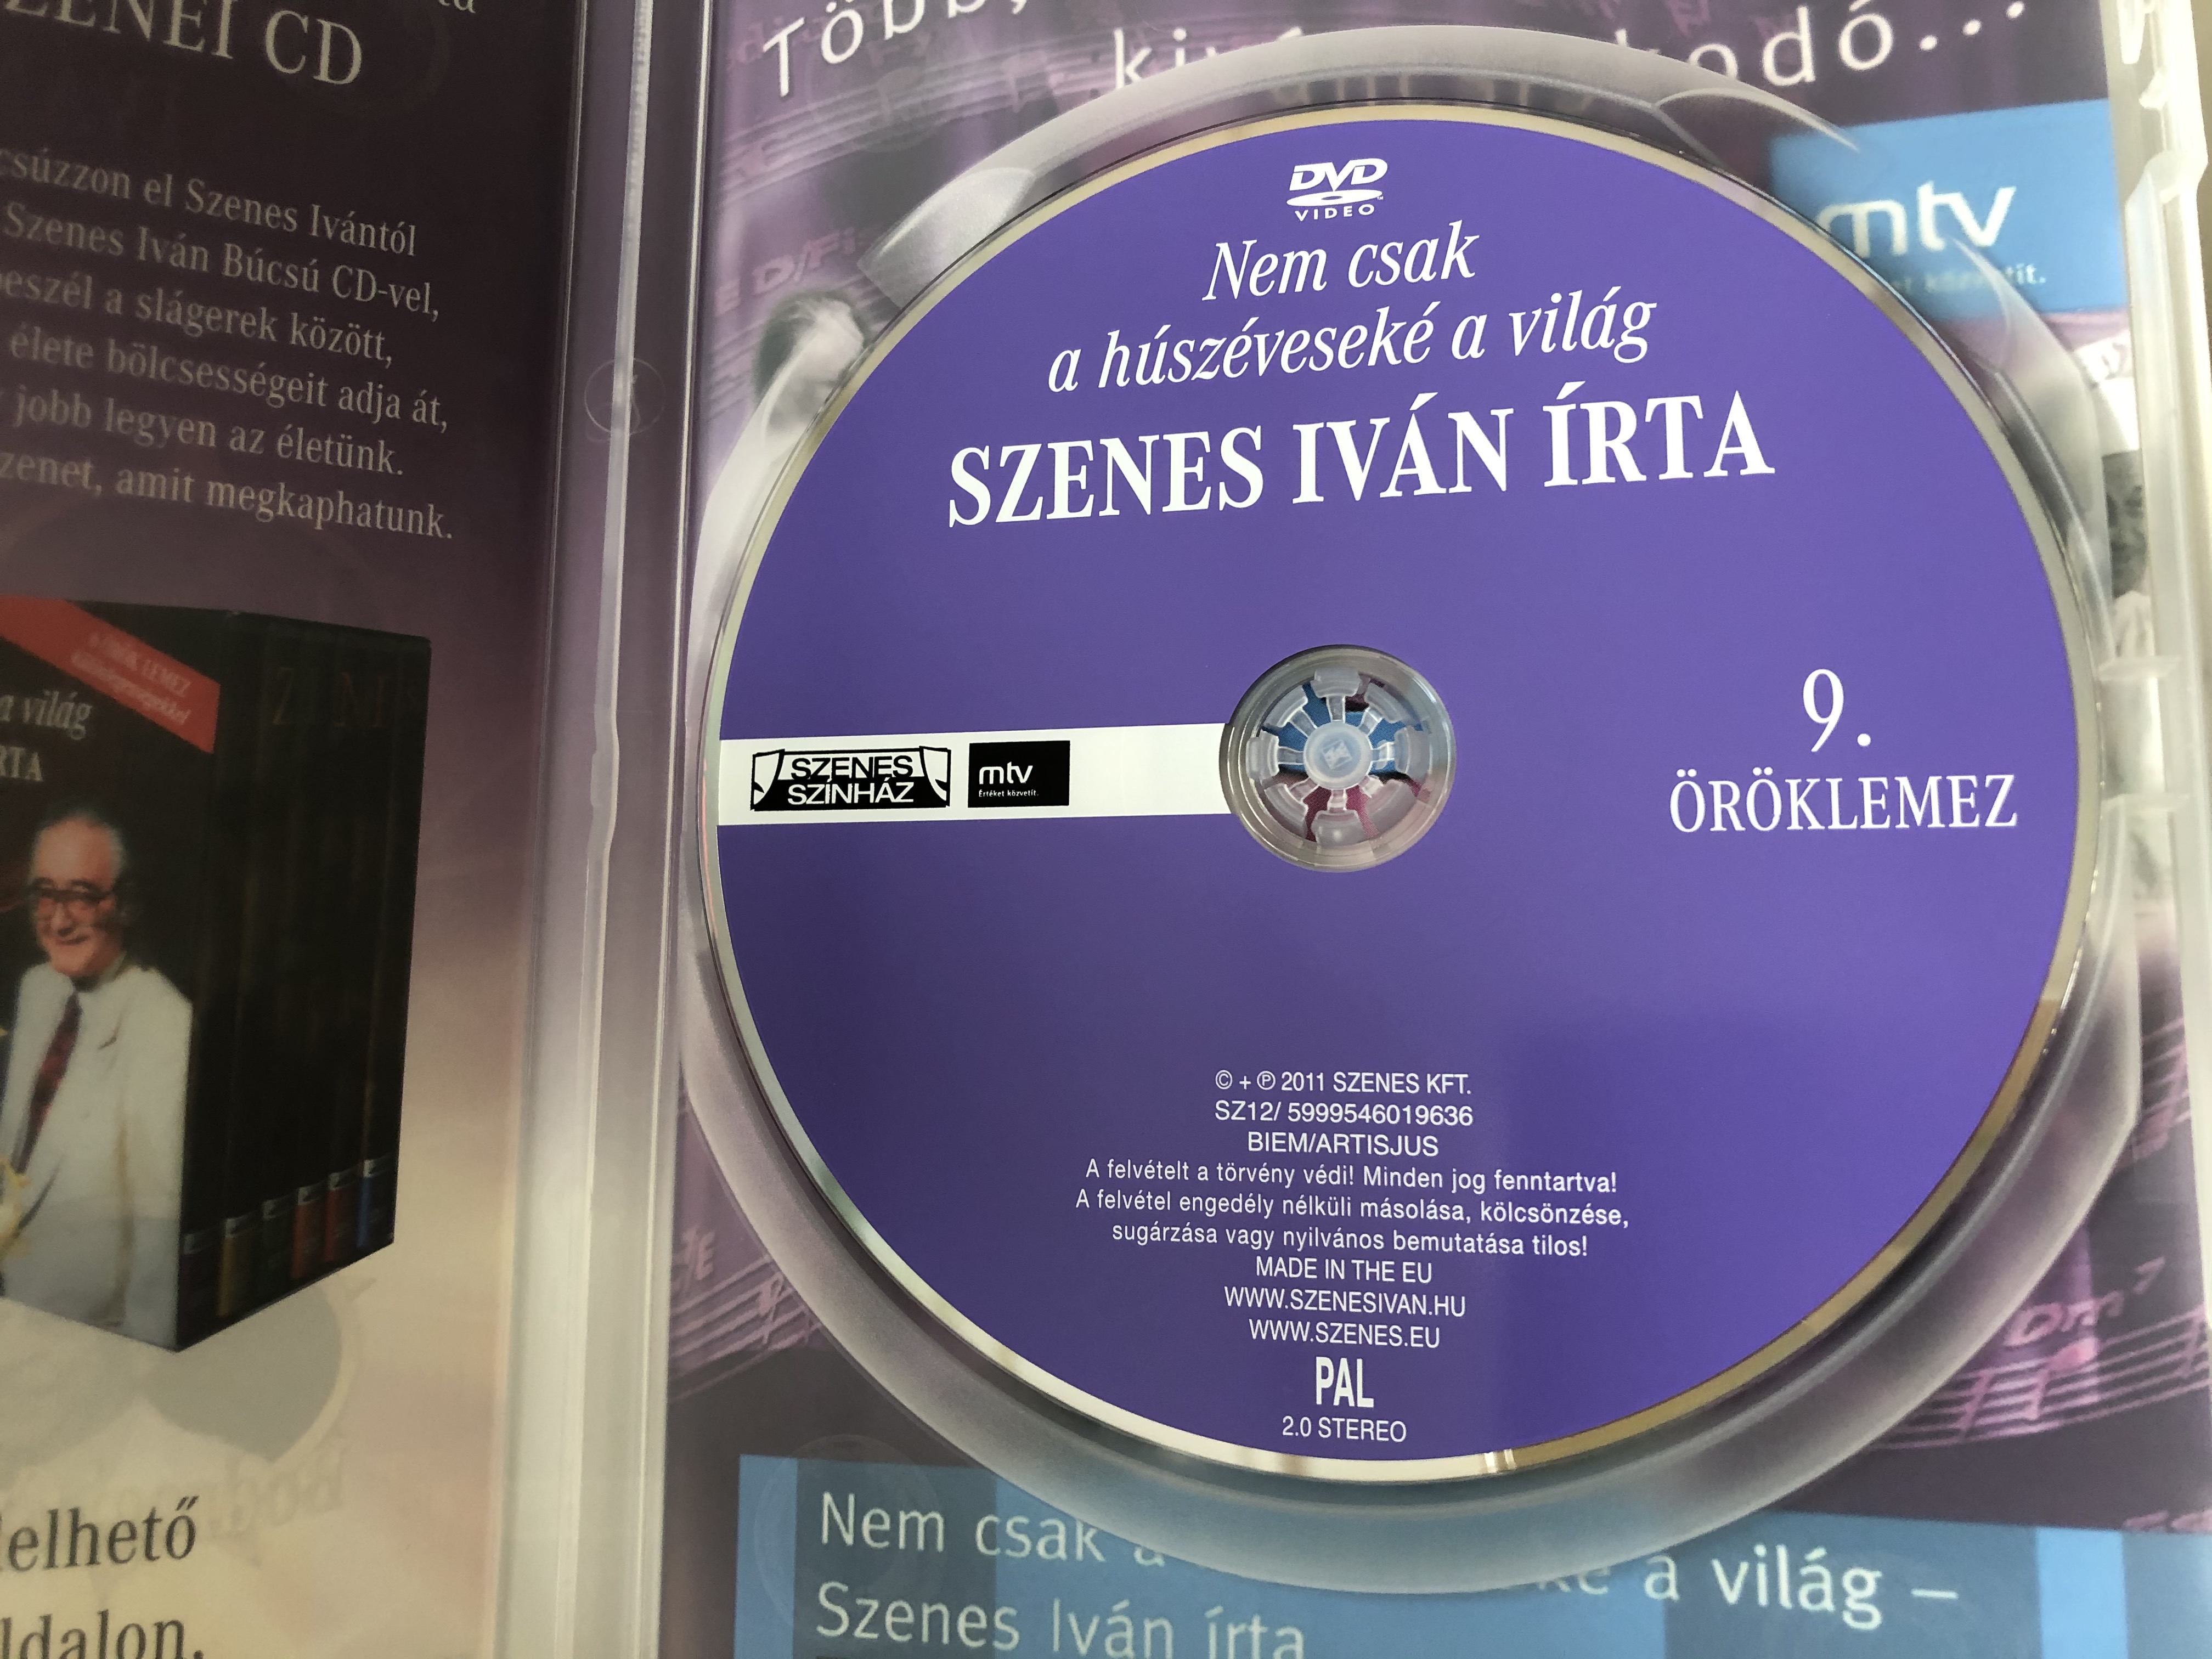 ZENEI CD
csúzzon el Szenes Ivántól
Szenes Iván Búcsú CD-vel,
beszél a slágerek között,
élete bölcsességeit adja át,
jobb legyen az életünk.
zenet, amit megkaphatunk.
a világ
RTA
delhető
ldalon.
Több,
kodó...
mtv
DVD
VIDEO
Nem csak
a húszéveseké a világ
SZENES IVÁN ÍRTA
9.
ÖRÖKLEMEZ
SZENES
SZÍNHÁZ
mtv
Értéket közvetít.
© + ℗ 2011 SZENES KFT.
SZ12/ 5999546019636
BIEM/ARTISJUS
A felvételt a törvény védi! Minden jog fenntartva!
A felvétel engedély nélküli másolása, kölcsönzése,
sugárzása vagy nyilvános bemutatása tilos!
MADE IN THE EU
WWW.SZENESIVAN.HU
WWW.SZENES.EU
PAL
2.0 STEREO
Nem csak a a világ –
Szenes Iván írta